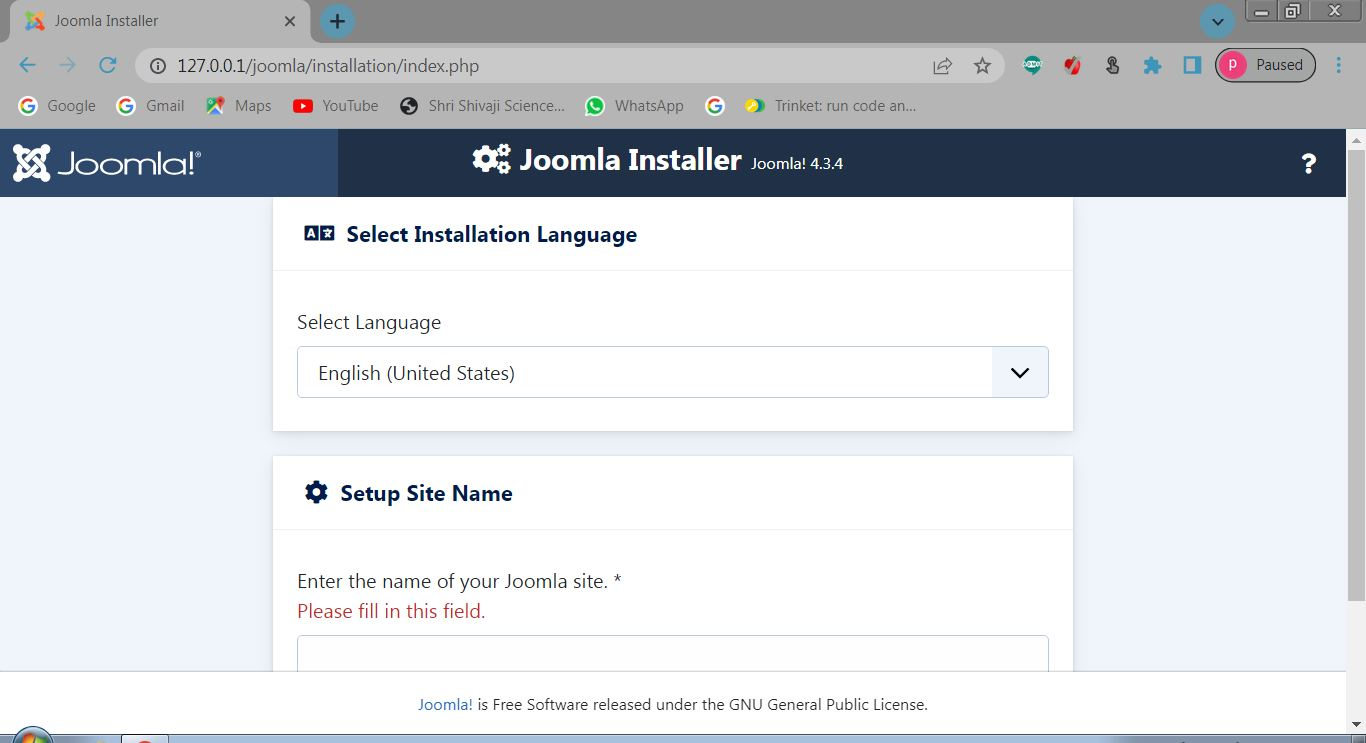 Joomla Installer
127.0.0.1/joomla/installation/index.php
P Paused
Google Gmail Maps YouTube Shri Shivaji Science... WhatsApp Trinket: run code an...
Joomla!® Joomla Installer Joomla! 4.3.4 ?
Select Installation Language
Select Language
English (United States)
Setup Site Name
Enter the name of your Joomla site. *
Please fill in this field.
Joomla! is Free Software released under the GNU General Public License.